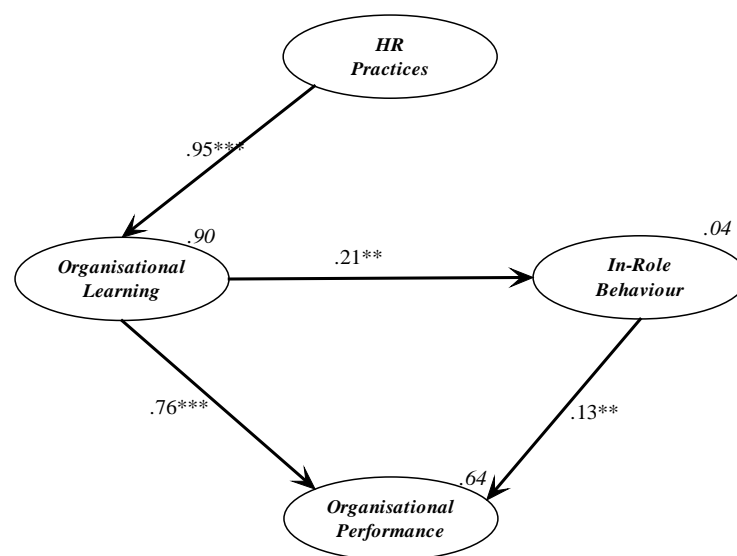 HR
Practices
.95***
.90
.04
Organisational
Learning
.21**
In-Role
Behaviour
.76***
.13**
.64
Organisational
Performance